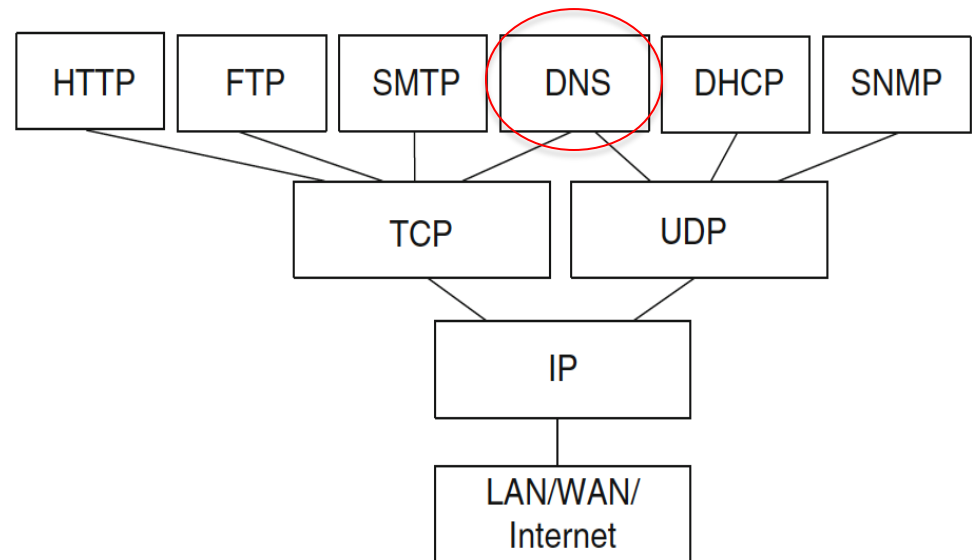 HTTP
FTP
SMTP
DNS
DHCP
SNMP
TCP
UDP
IP
LAN/WAN/
Internet